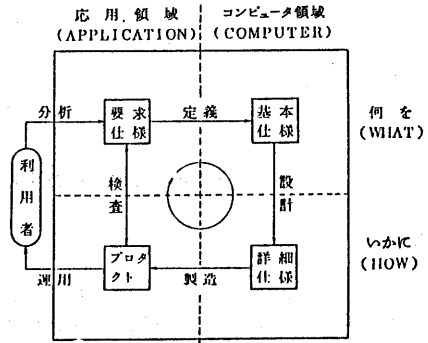 応用領域
(APPLICATION)
コンピュータ領域
(COMPUTER)
分析
要求
仕様
定義
基本
仕様
何を
(WHAT)
利用者
検査
設計
いかに
(HOW)
運用
プロダ
クト
製造
詳細
仕様